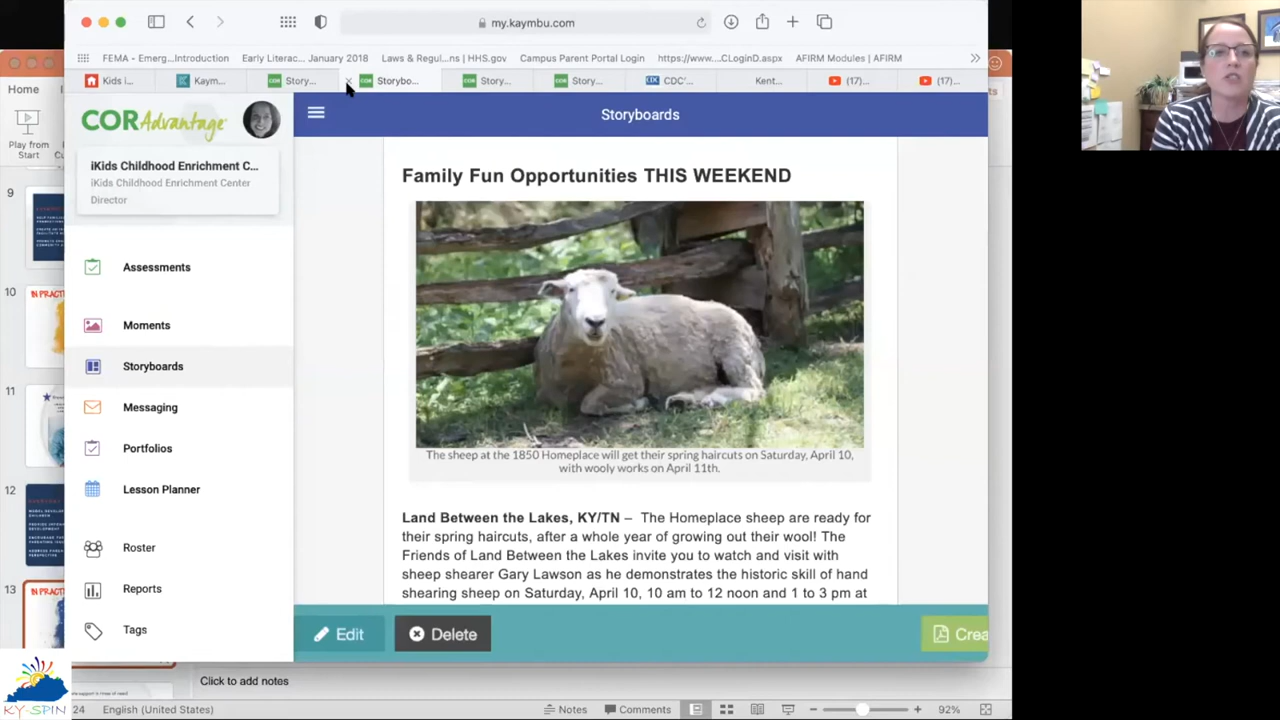 my.kaymbu.com
FEMA - Emerg...Introduction
Early Literac... January 2018
Laws & Regul...ns | HHS.gov
Campus Parent Portal Login
https://www....CLoginD.aspx
AFIRM Modules | AFIRM
Kids i...
Kaym...
Story...
Storybo...
Story...
Story...
CDC'...
Kent...
(17)...
(17)...
Home
Play from
Start
COR Advantage
iKids Childhood Enrichment C...
iKids Childhood Enrichment Center
Director
Assessments
Moments
Storyboards
Messaging
Portfolios
Lesson Planner
Roster
Reports
Tags
Storyboards
Family Fun Opportunities THIS WEEKEND
The sheep at the 1850 Homeplace will get their spring haircuts on Saturday, April 10,
with wooly works on April 11th.
Land Between the Lakes, KY/TN – The Homeplace sheep are ready for
their spring haircuts, after a whole year of growing out their wool! The
Friends of Land Between the Lakes invite you to watch and visit with
sheep shearer Gary Lawson as he demonstrates the historic skill of hand
shearing sheep on Saturday, April 10, 10 am to 12 noon and 1 to 3 pm at
Edit
Delete
Crea
9
10
IN PRACT
11
12
13
IN PRACT
KY-SPIN
Click to add notes
24
English (United States)
Notes
Comments
92%